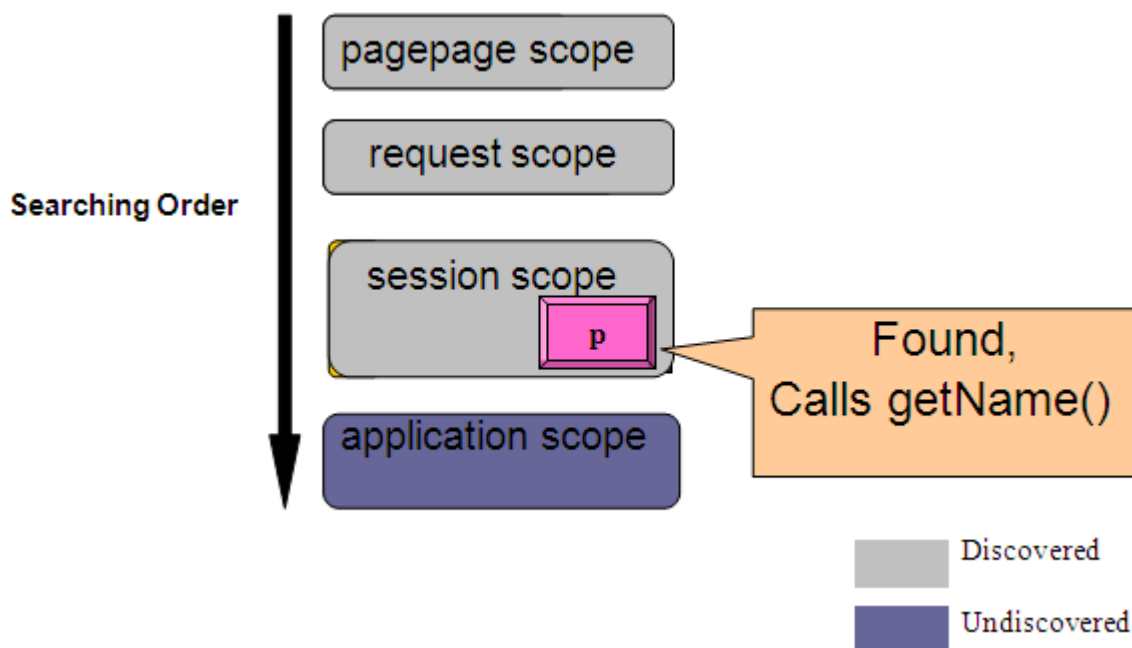 pagepage scope
request scope
Searching Order
session scope
p
Found,
Calls getName()
application scope
Discovered
Undiscovered